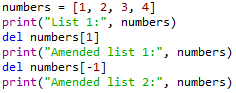 numbers = [1, 2, 3, 4]
print("List 1:", numbers)
del numbers[1]
print("Amended list 1:", numbers)
del numbers[-1]
print("Amended list 2:", numbers)